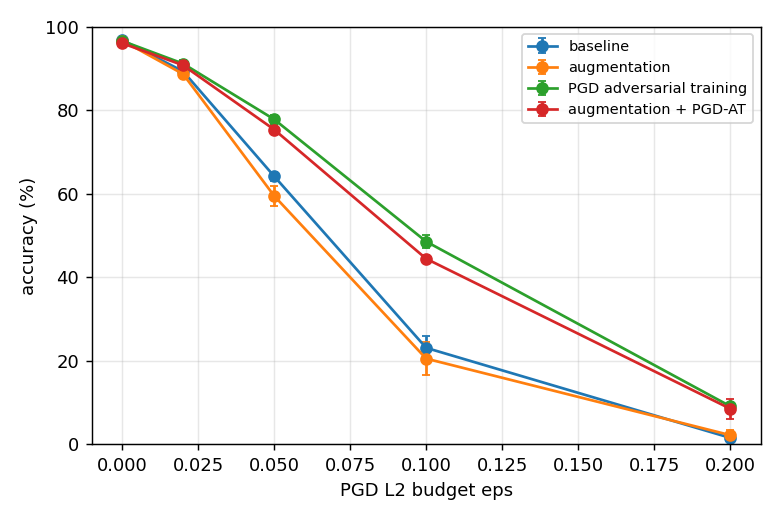 100
80
60
40
20
0
accuracy (%)
baseline
augmentation
PGD adversarial training
augmentation + PGD-AT
0.000 0.025 0.050 0.075 0.100 0.125 0.150 0.175 0.200
PGD L2 budget eps